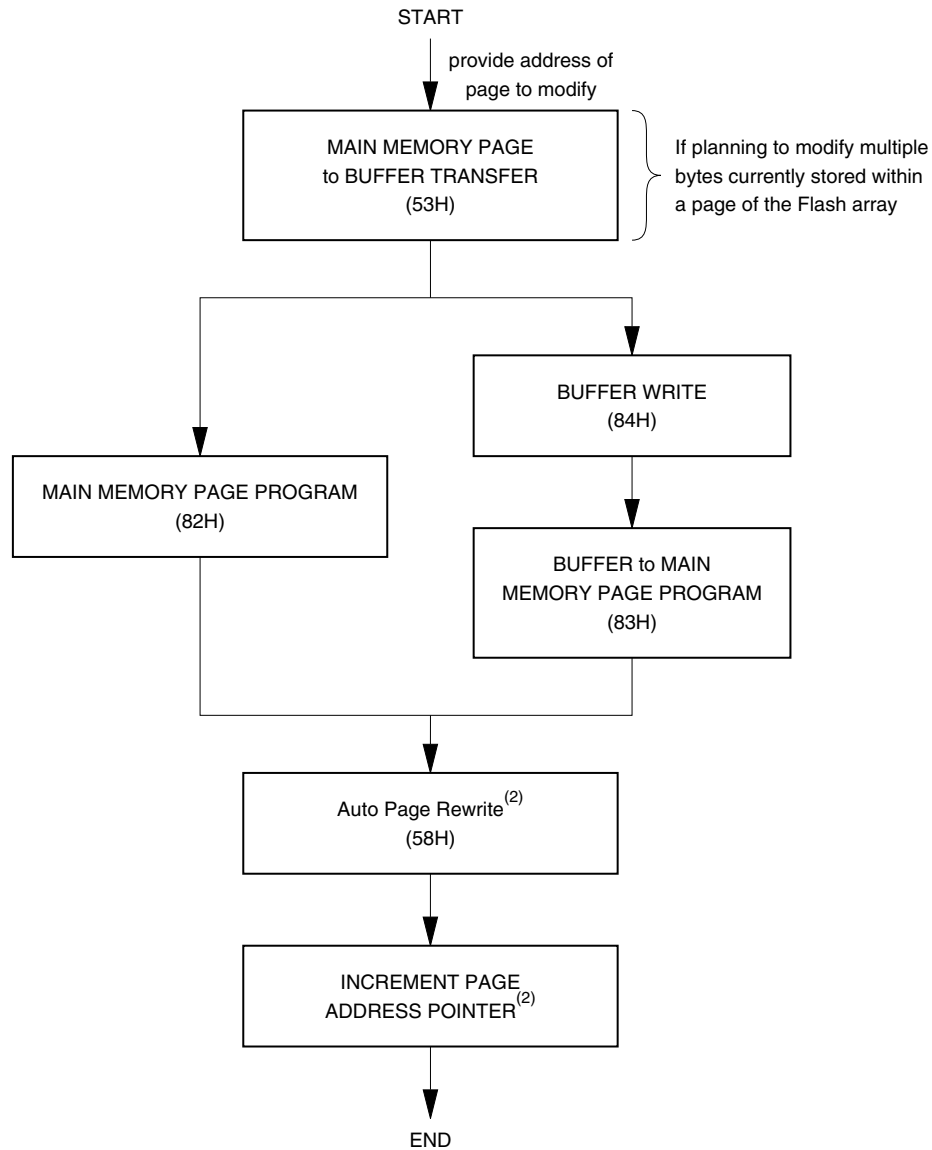 START
provide address of
page to modify
MAIN MEMORY PAGE
to BUFFER TRANSFER
(53H)
If planning to modify multiple
bytes currently stored within
a page of the Flash array
BUFFER WRITE
(84H)
MAIN MEMORY PAGE PROGRAM
(82H)
BUFFER to MAIN
MEMORY PAGE PROGRAM
(83H)
Auto Page Rewrite(2)
(58H)
INCREMENT PAGE
ADDRESS POINTER(2)
END